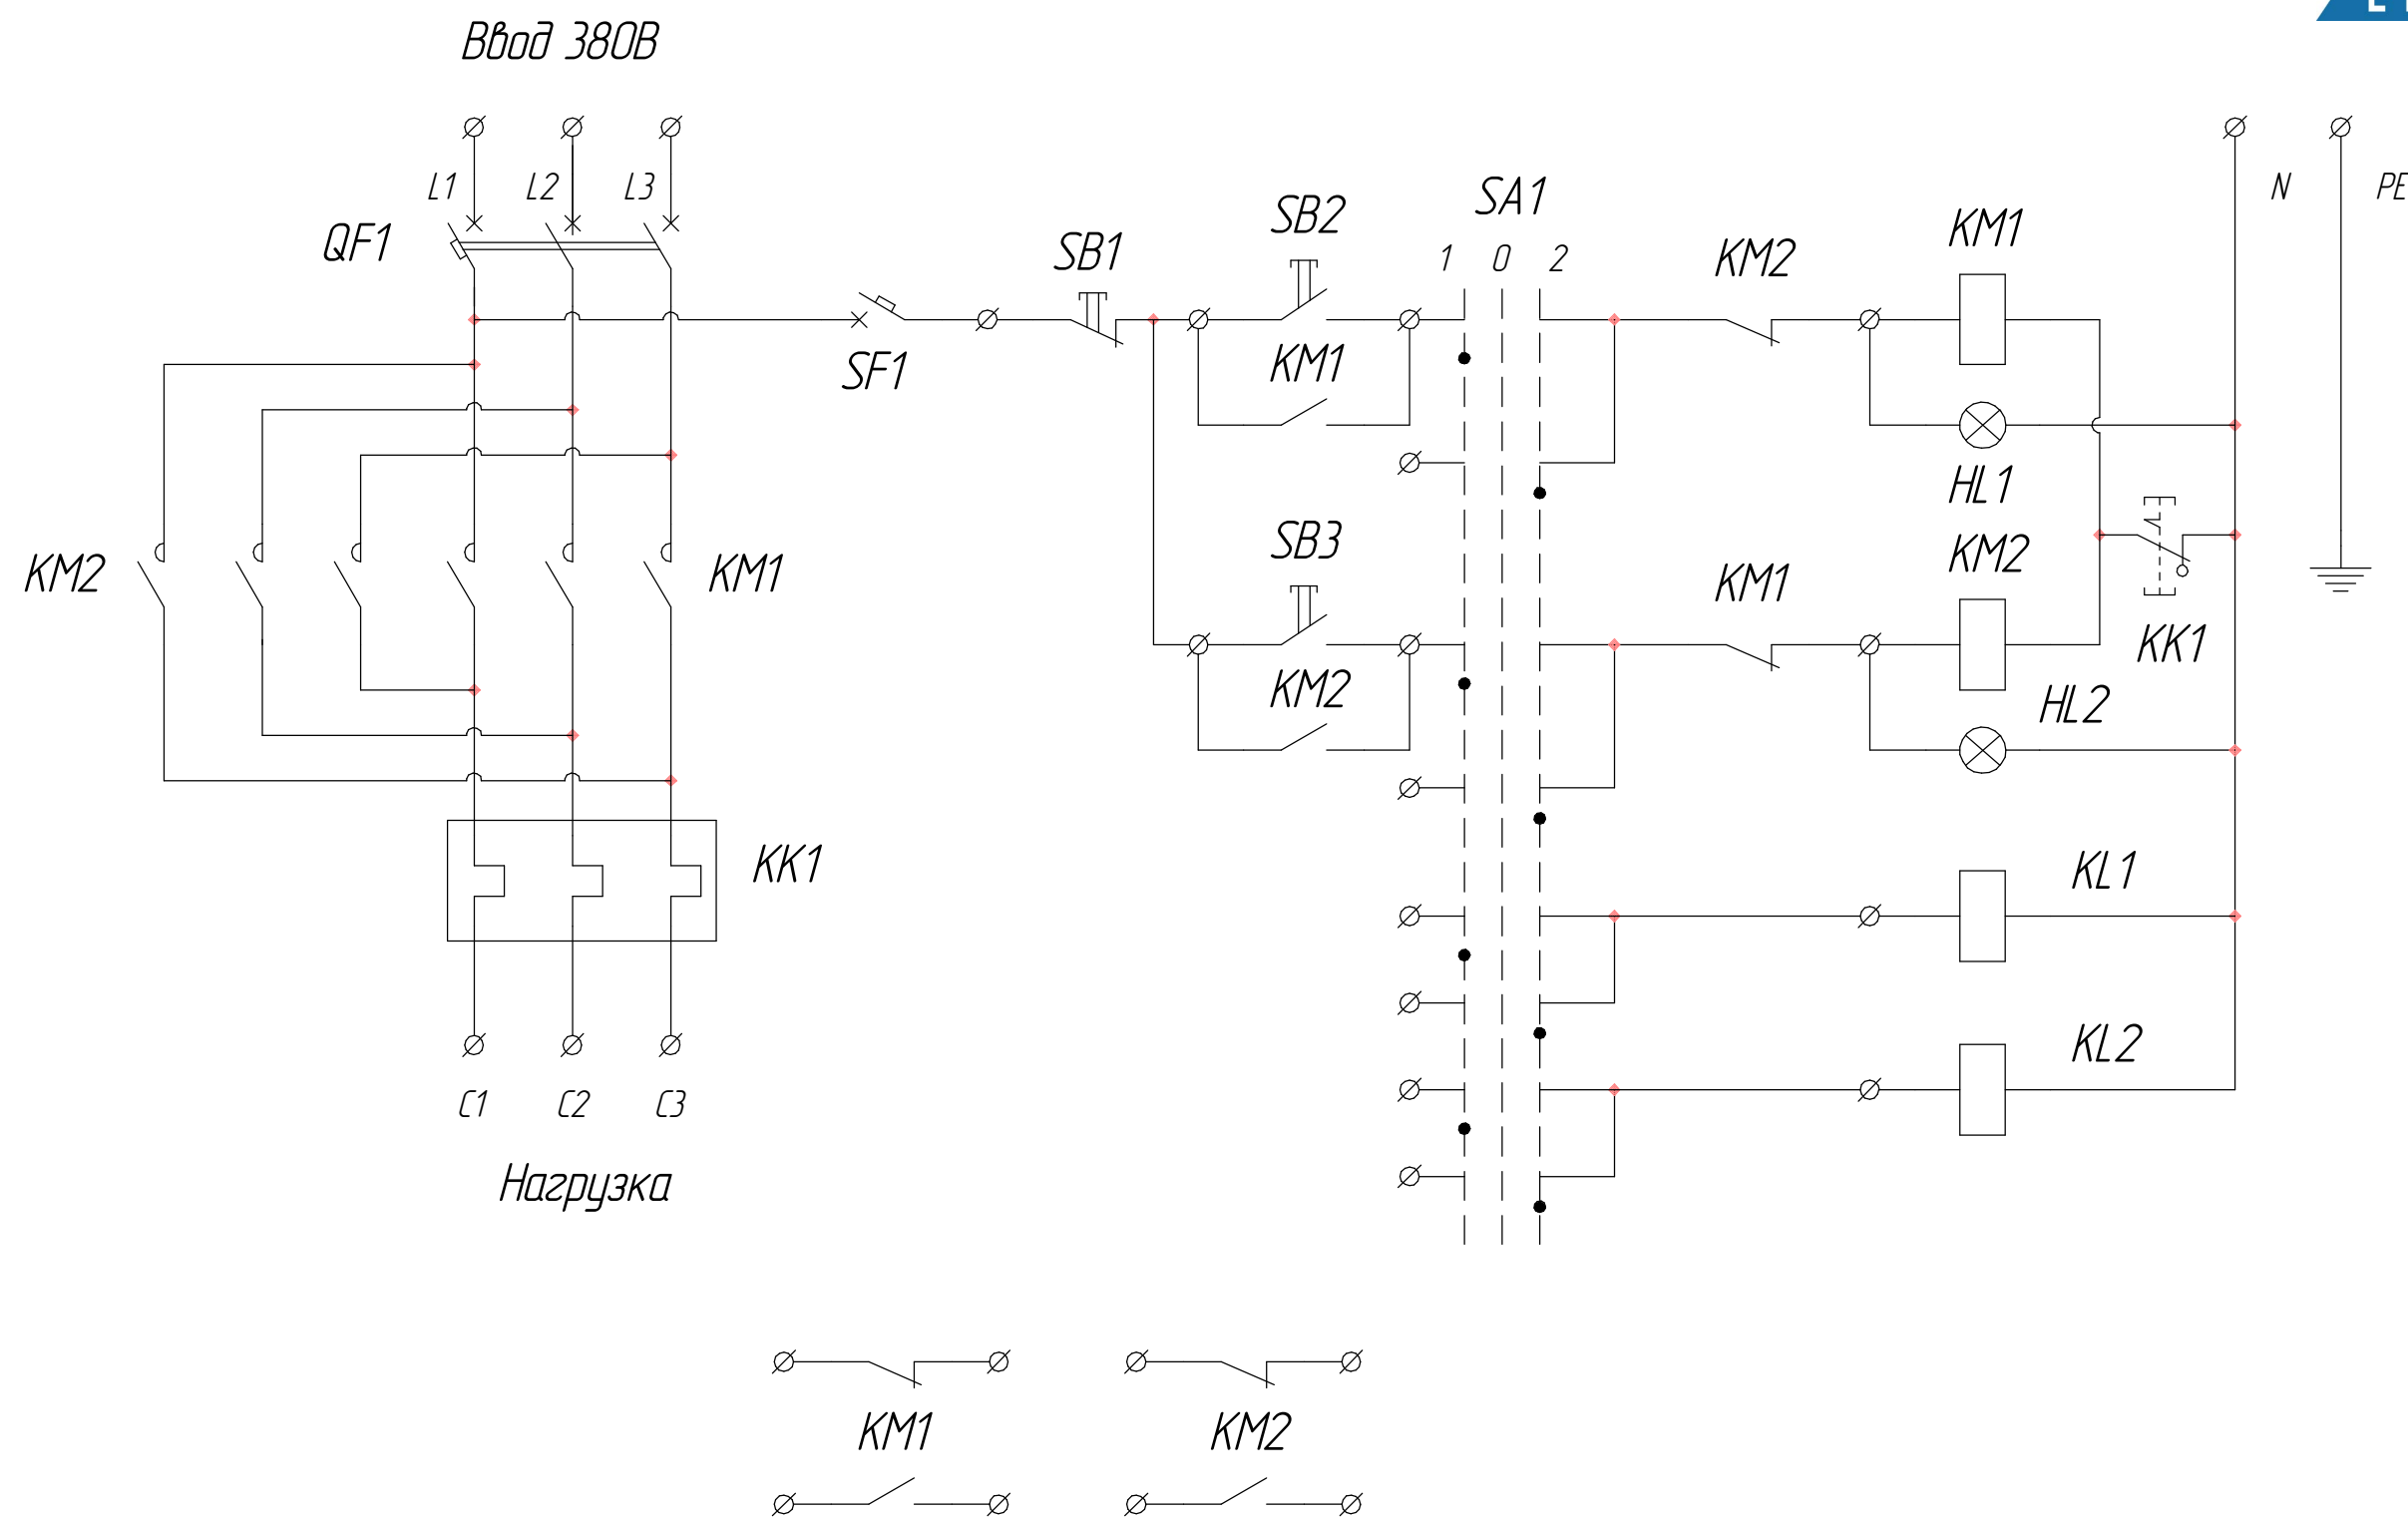 Ввод 380В
L1 L2 L3
QF1
SF1
SB1
SB2
SA1
1 0 2
KM1
KM2
KM1
N
PE
HL1
SB3
KM2
KM1
KM1
KM2
KK1
KM2
HL2
KK1
KL1
KL2
C1 C2 C3
Нагрузка
KM1
KM2